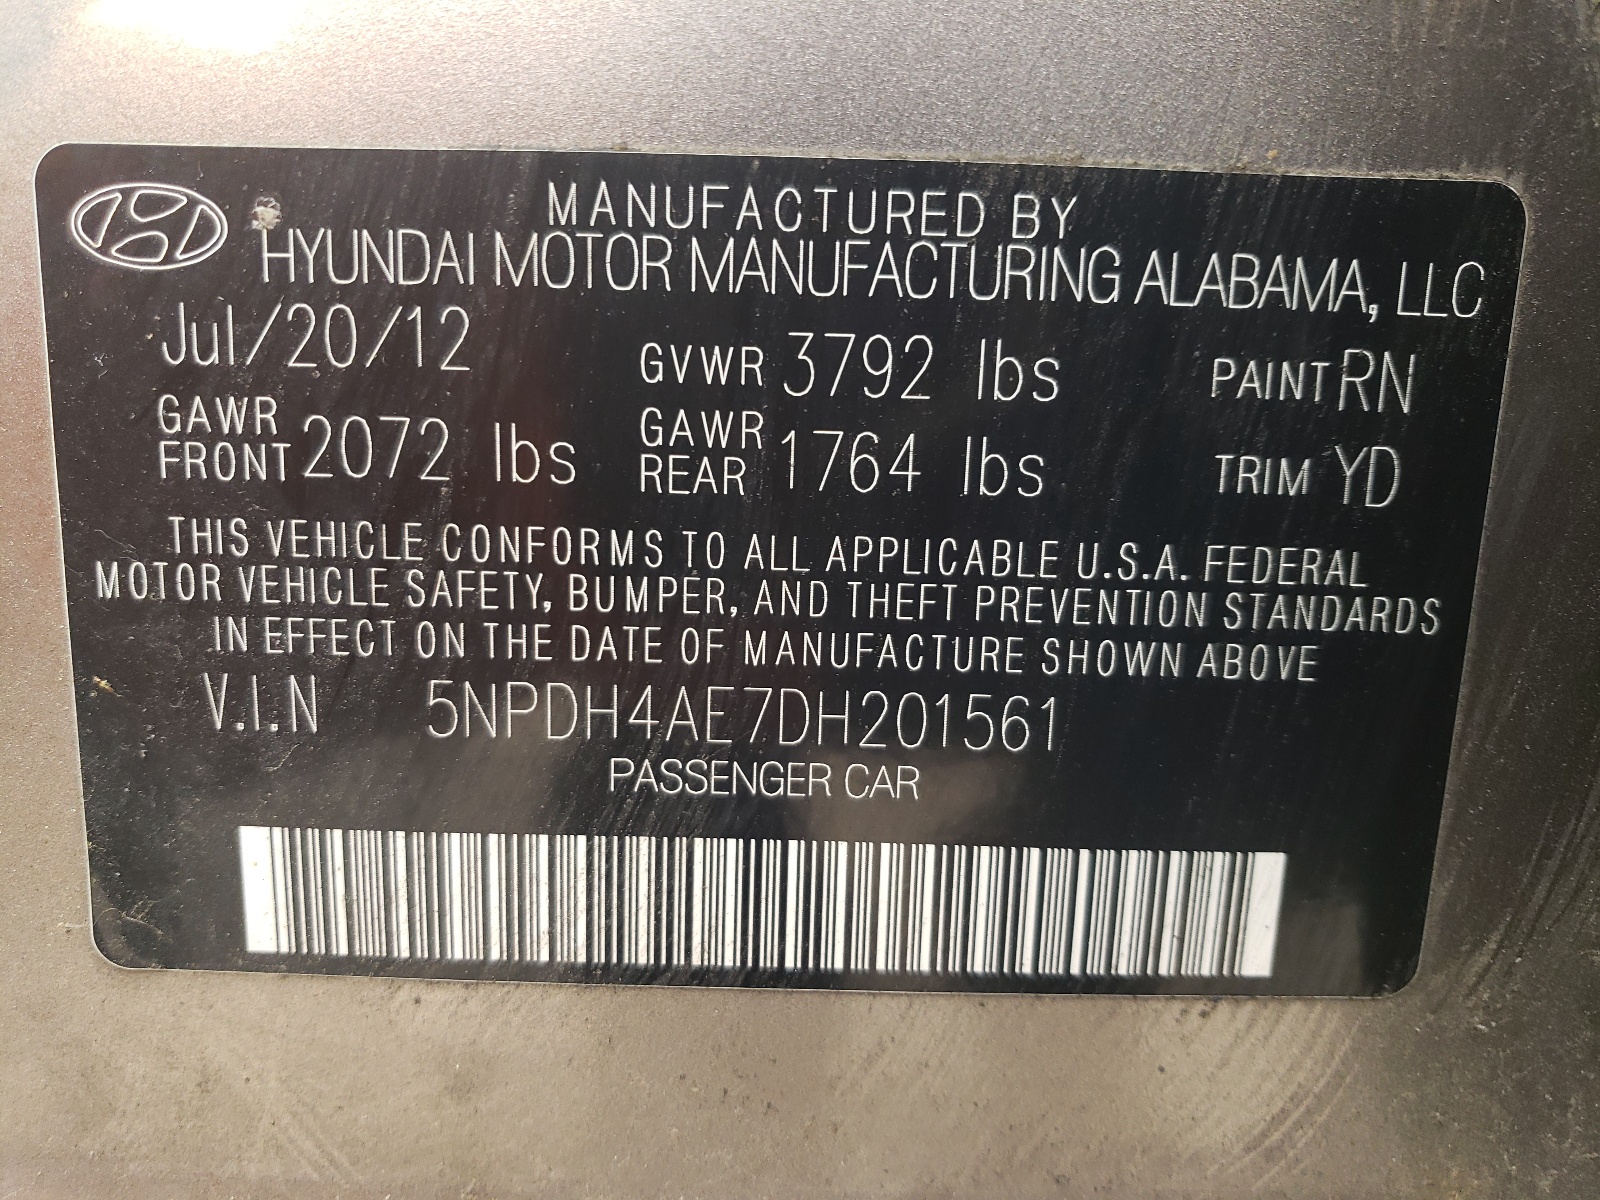 MANUFACTURED BY
HYUNDAI MOTOR MANUFACTURING ALABAMA, LLC
Jul/20/12 GVWR 3792 lbs PAINT RN
GAWR FRONT 2072 lbs GAWR REAR 1764 lbs TRIM YD
THIS VEHICLE CONFORMS TO ALL APPLICABLE U.S.A. FEDERAL
MOTOR VEHICLE SAFETY, BUMPER, AND THEFT PREVENTION STANDARDS
IN EFFECT ON THE DATE OF MANUFACTURE SHOWN ABOVE
V.I.N 5NPDH4AE7DH201561
PASSENGER CAR